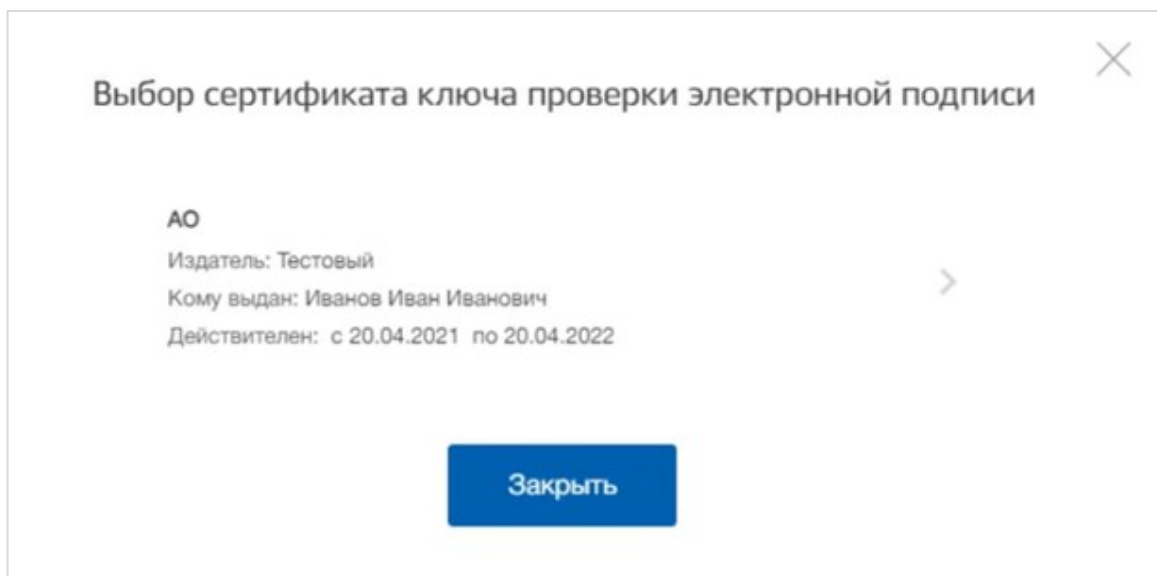 Выбор сертификата ключа проверки электронной подписи
АО
Издатель: Тестовый
Кому выдан: Иванов Иван Иванович
Действителен: с 20.04.2021 по 20.04.2022
Закрыть